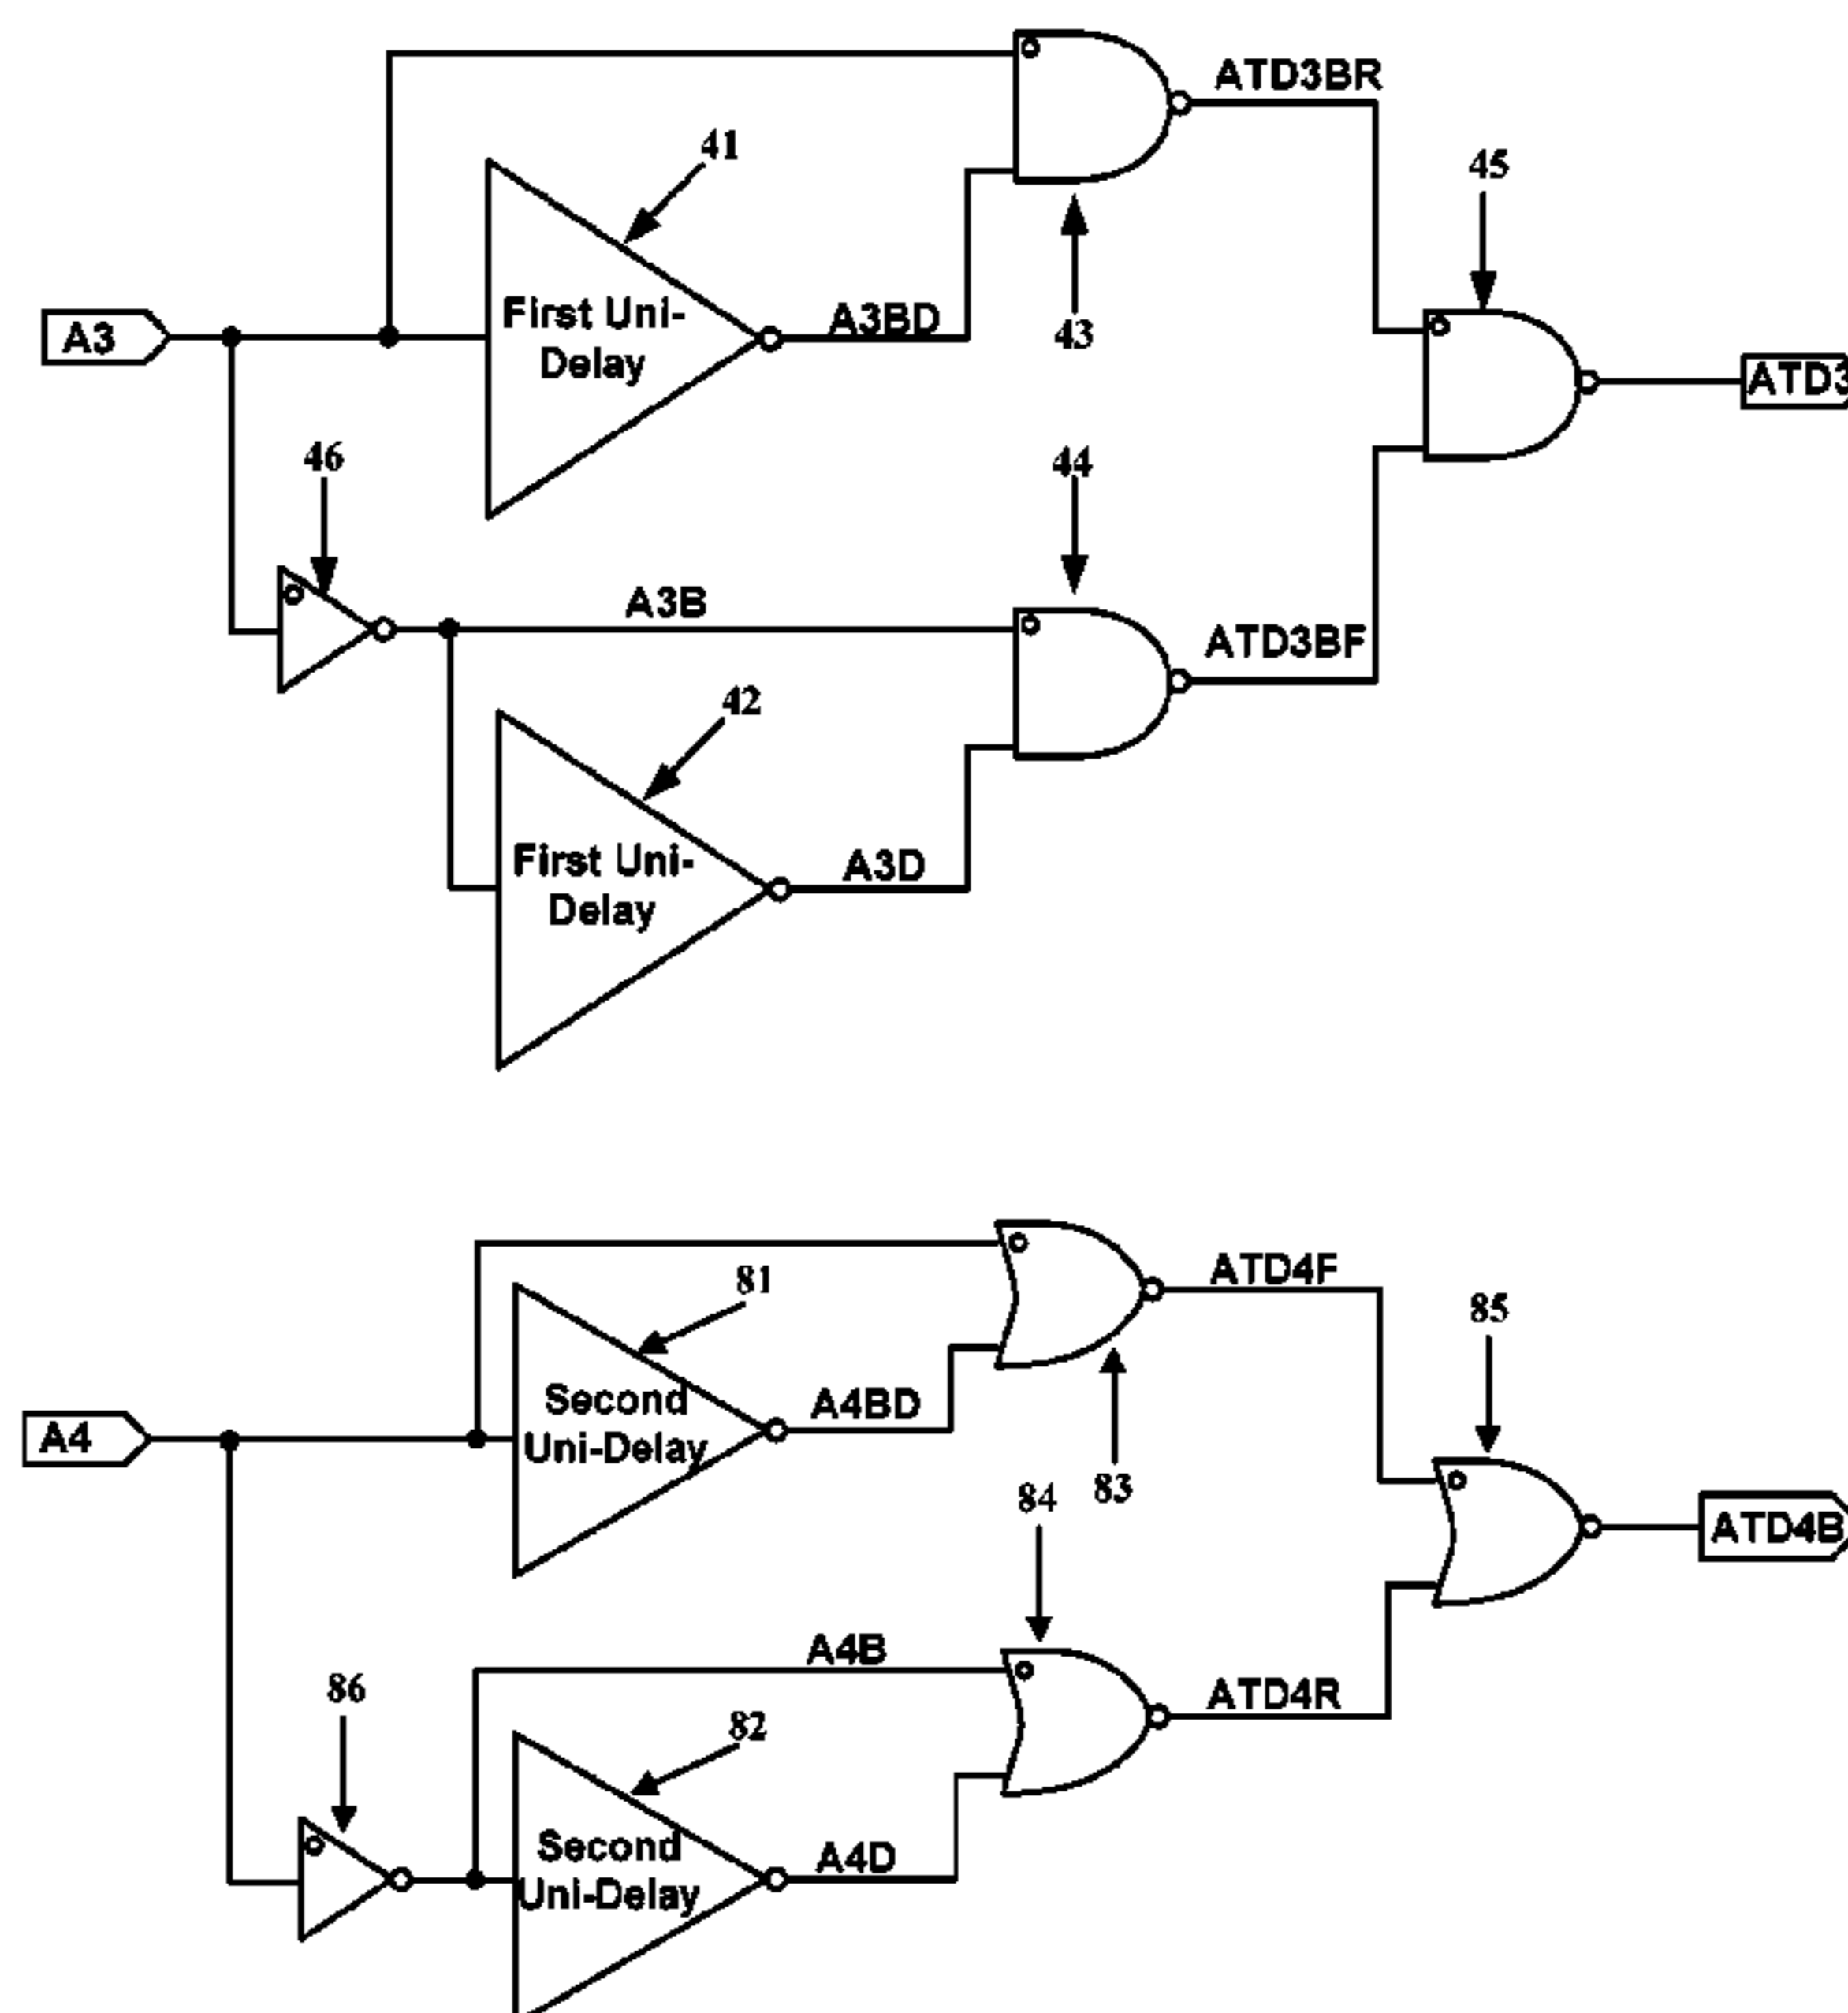 ATD3BR
41
45
First Uni-
Delay
A3BD
A3
43
ATD3
46
44
A3B
ATD3BF
42
First Uni-
Delay
A3D
81
ATD4F
85
Second
Uni-Delay
A4BD
A4
83
84
ATD4B
A4B
86
ATD4R
82
Second
Uni-Delay
A4D